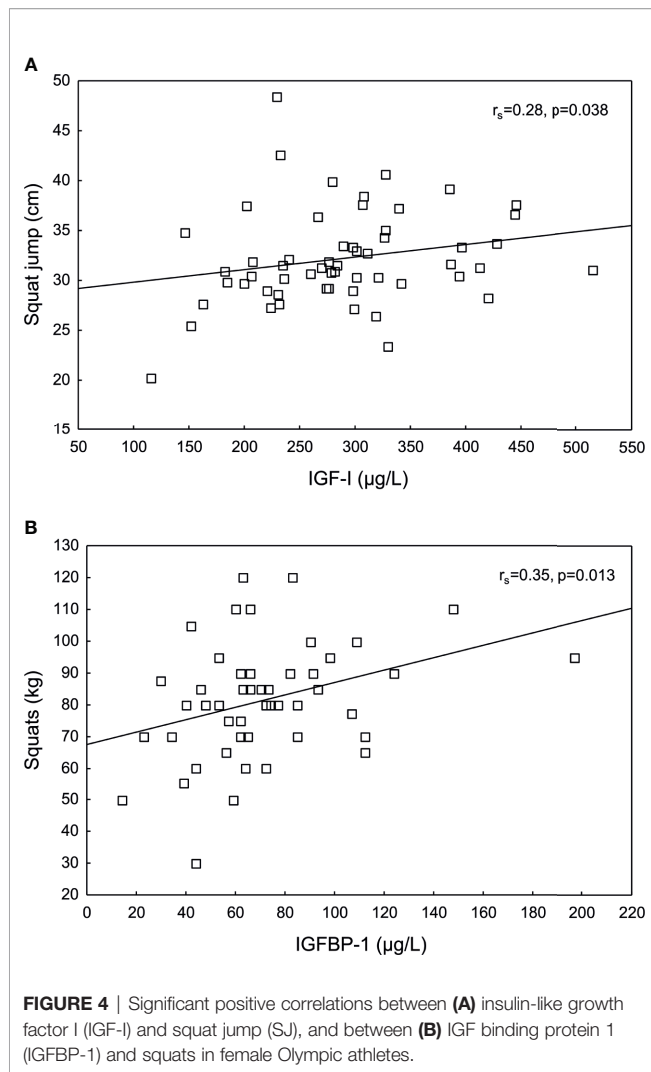 A
50
45
40
35
30
25
20
15
Squat jump (cm)
r_s=0.28, p=0.038
50 100 150 200 250 300 350 400 450 500 550
IGF-I (µg/L)
B
130
120
110
100
90
80
70
60
50
40
30
20
Squats (kg)
r_s=0.35, p=0.013
0 20 40 60 80 100 120 140 160 180 200 220
IGFBP-1 (µg/L)
FIGURE 4 | Significant positive correlations between (A) insulin-like growth
factor I (IGF-I) and squat jump (SJ), and between (B) IGF binding protein 1
(IGFBP-1) and squats in female Olympic athletes.